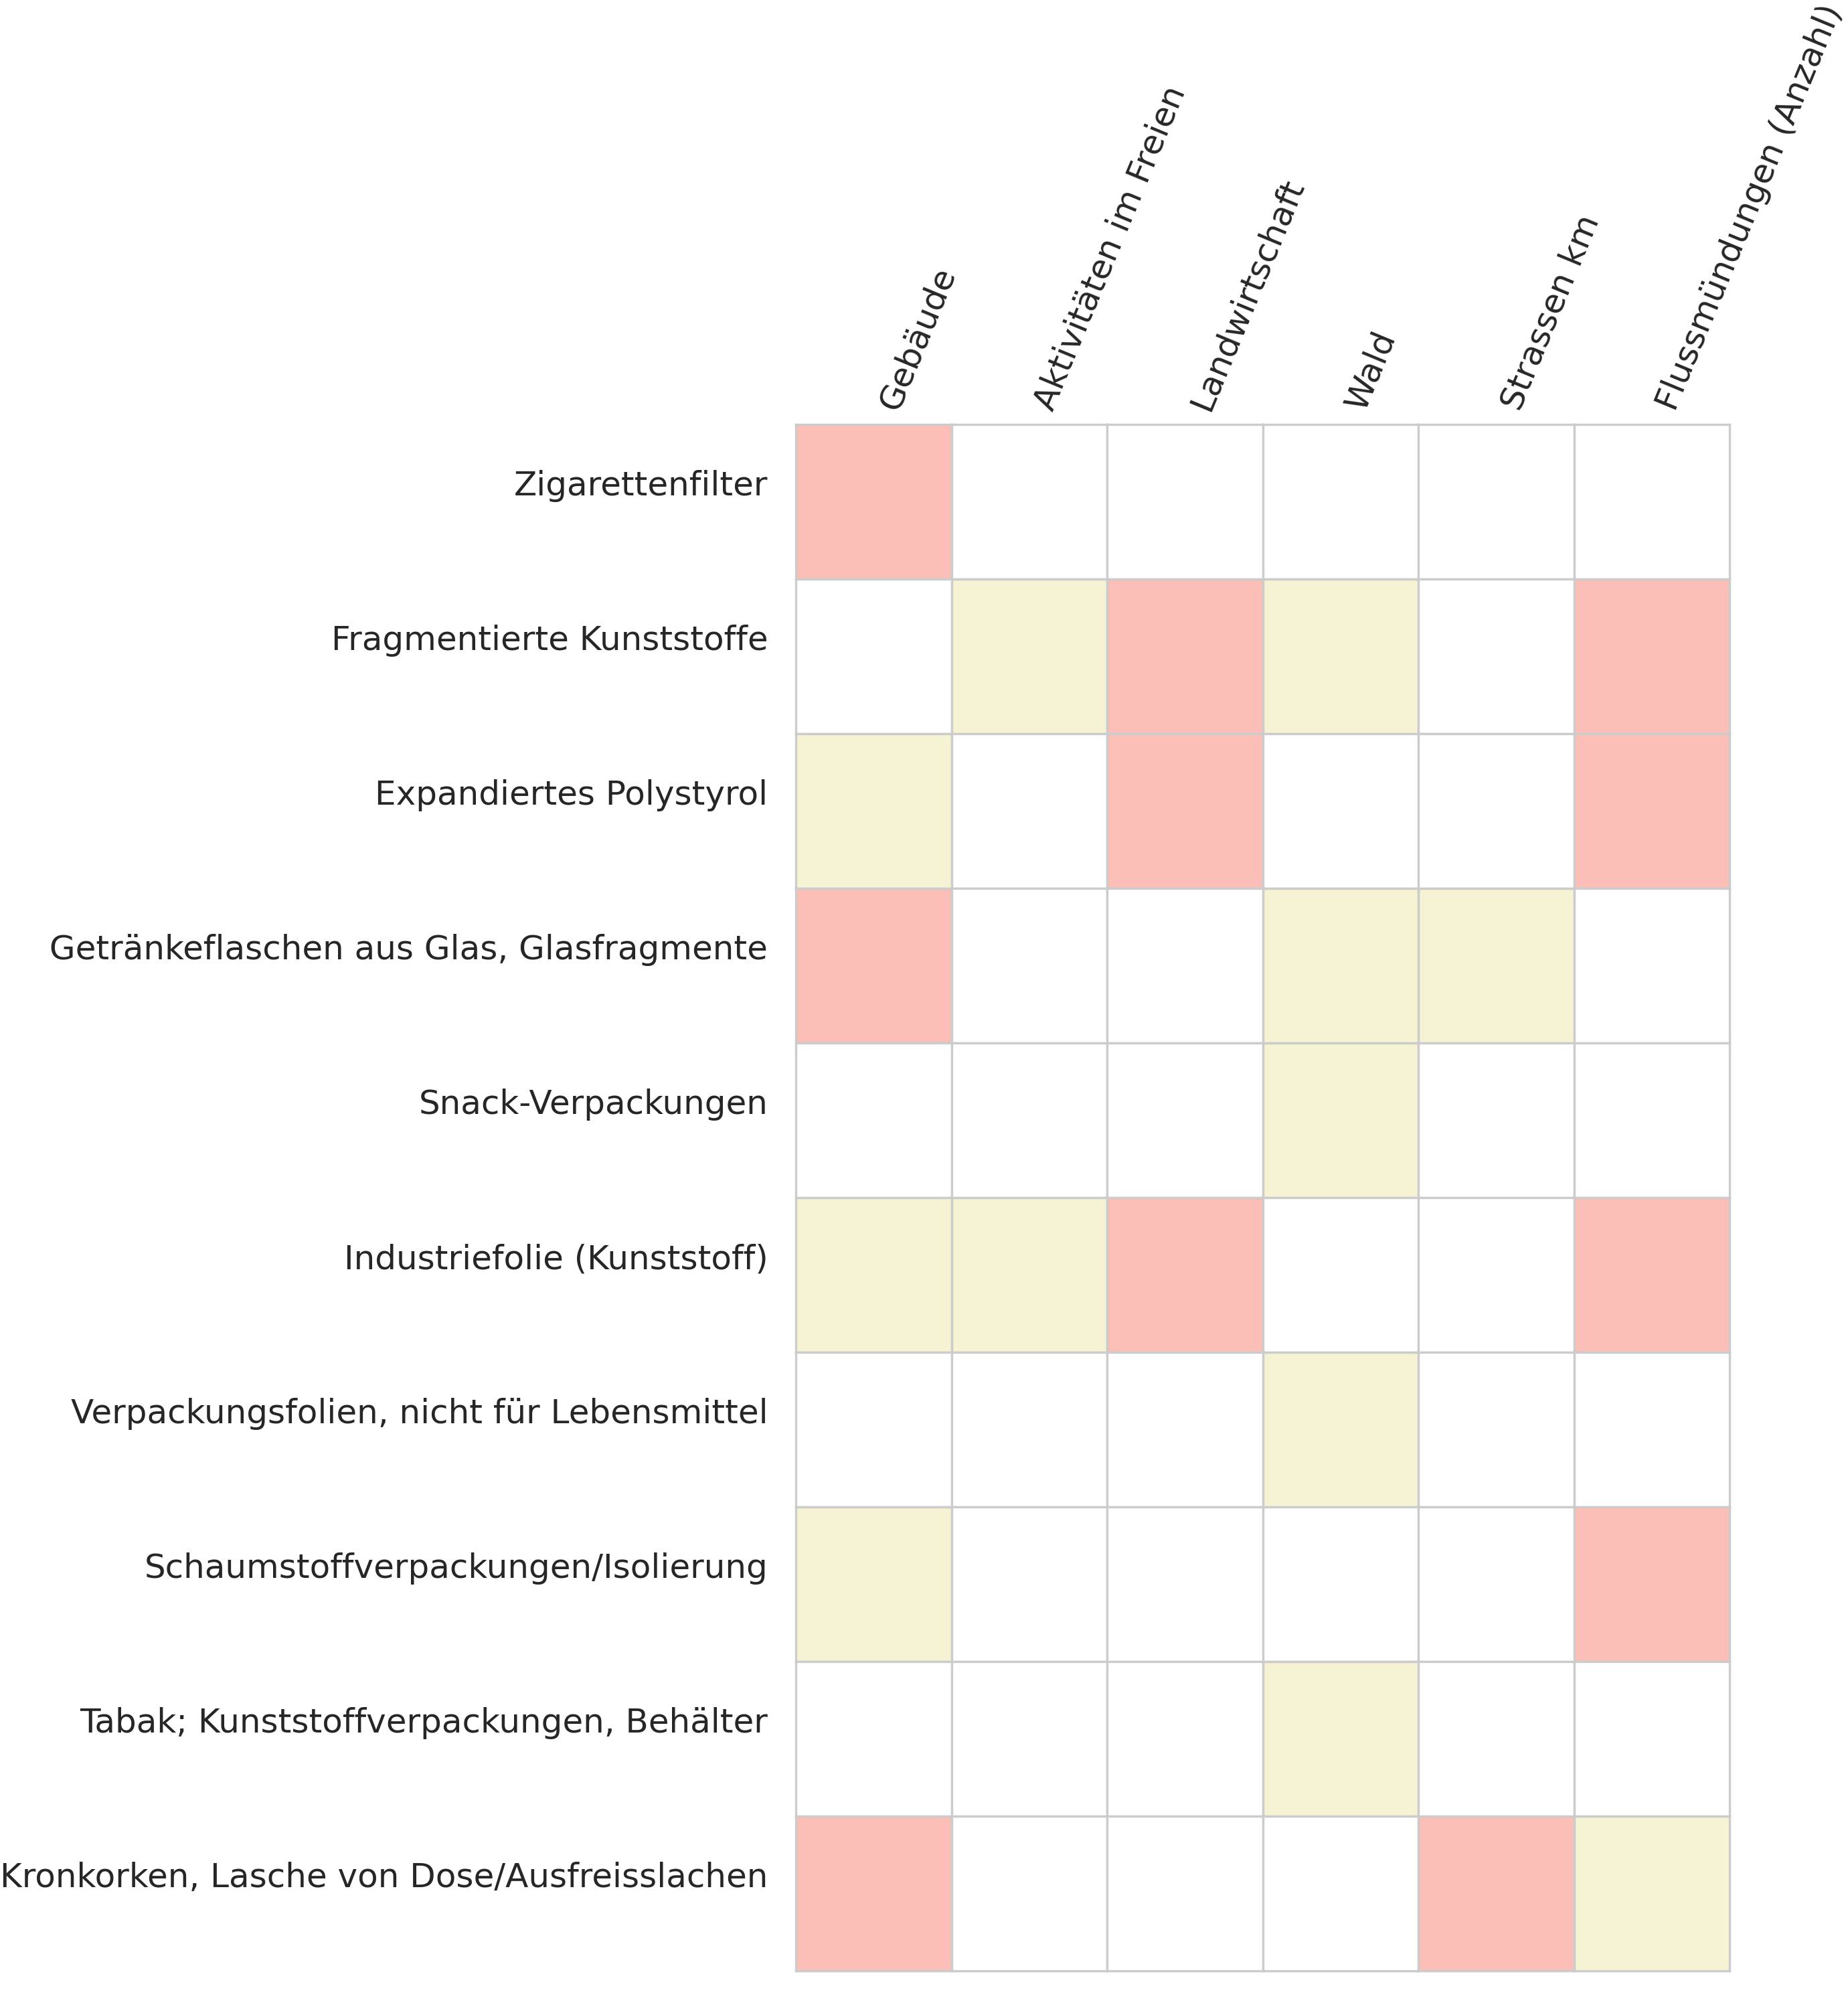 Gebäude
Aktivitäten im Freien
Landwirtschaft
Wald
Strassen km
Flussmündungen (Anzahl)
Zigarettenfilter
Fragmentierte Kunststoffe
Expandiertes Polystyrol
Getränkeflaschen aus Glas, Glasfragmente
Snack-Verpackungen
Industriefolie (Kunststoff)
Verpackungsfolien, nicht für Lebensmittel
Schaumstoffverpackungen/Isolierung
Tabak; Kunststoffverpackungen, Behälter
Kronkorken, Lasche von Dose/Ausfreisslachen